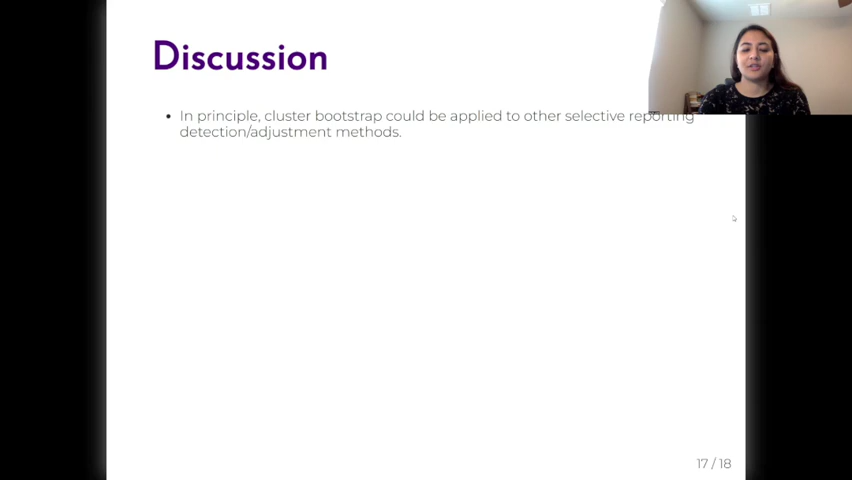 Discussion
• In principle, cluster bootstrap could be applied to other selective reporting
detection/adjustment methods.
17 / 18